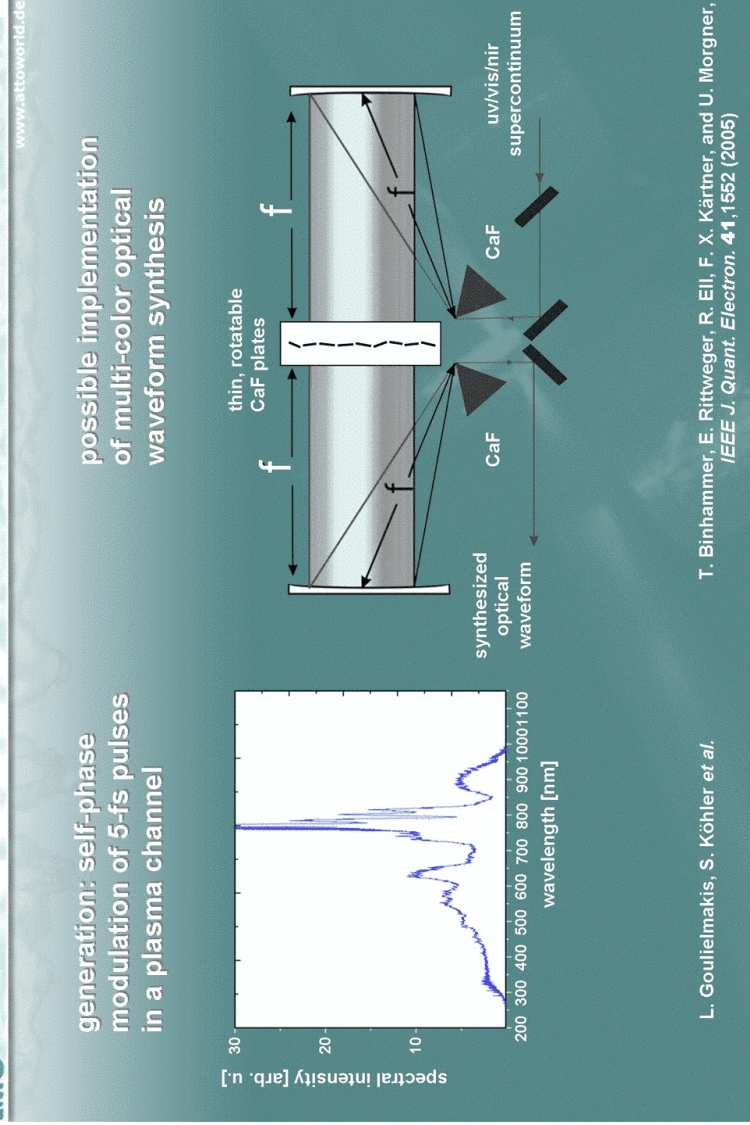 www.attoworld.de
generation: self-phase
modulation of 5-fs pulses
in a plasma channel
possible implementation
of multi-color optical
waveform synthesis
spectral intensity [arb. u.]
30
20
10
200 300 400 500 600 700 800 900 1000 1100
wavelength [nm]
thin, rotatable
CaF plates
f
f
f
f
CaF
CaF
synthesized
optical
waveform
uv/vis/nir
supercontinuum
L. Goulielmakis, S. Köhler et al.
T. Binhammer, E. Rittweger, R. Ell, F. X. Kärtner, and U. Morgner,
IEEE J. Quant. Electron. 41,1552 (2005)